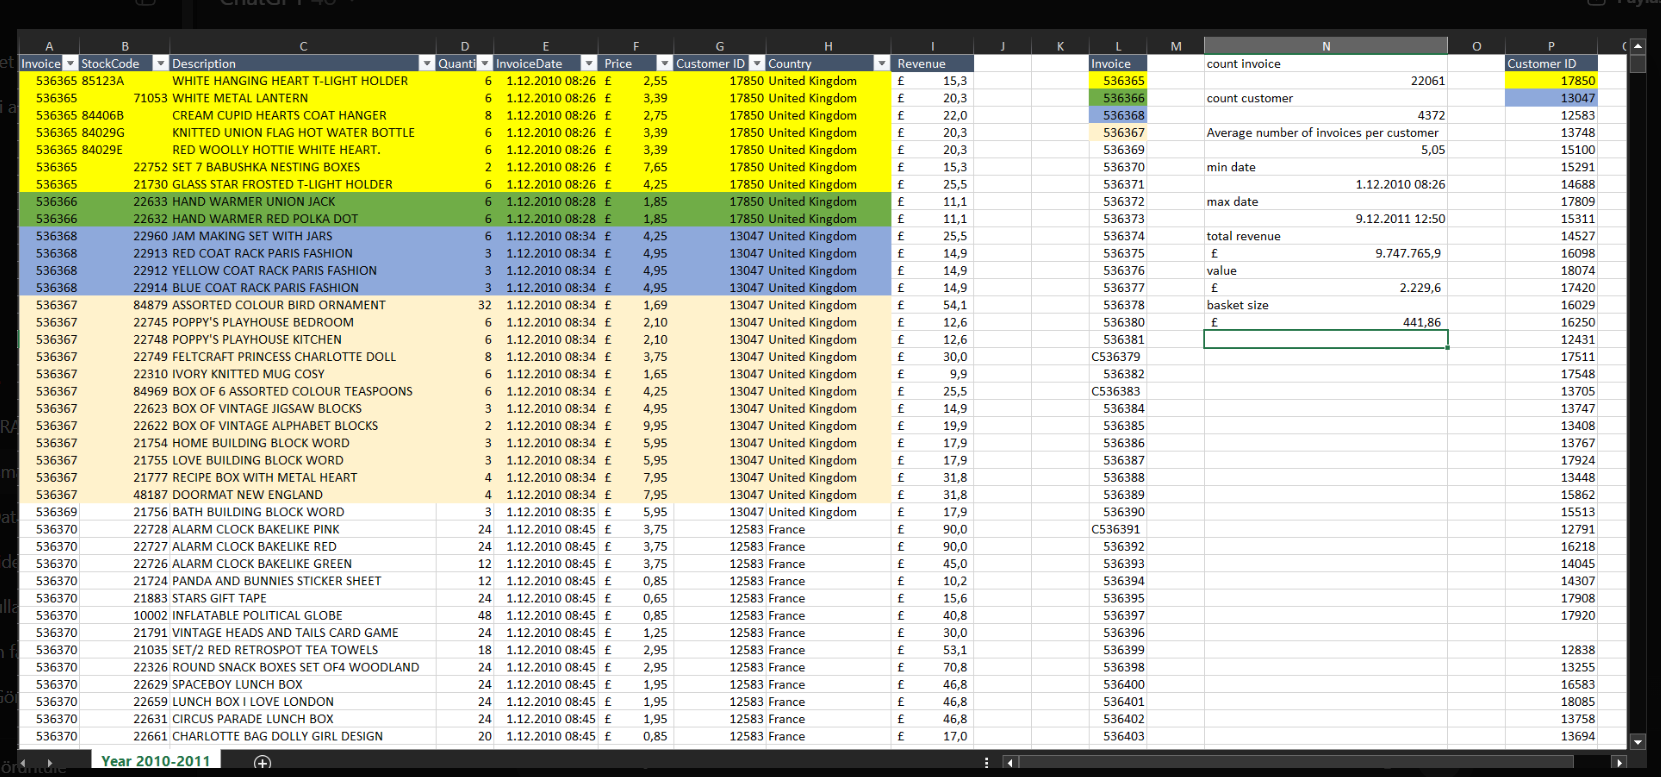 A B C D E F G H I J K L M N O P
Invoice StockCode Description Quanti InvoiceDate Price Customer ID Country Revenue Invoice count invoice Customer ID
536365 85123A WHITE HANGING HEART T-LIGHT HOLDER 6 1.12.2010 08:26 £ 2,55 17850 United Kingdom £ 15,3 536365 22061 17850
536365 71053 WHITE METAL LANTERN 6 1.12.2010 08:26 £ 3,39 17850 United Kingdom £ 20,3 536366 count customer 13047
536365 84406B CREAM CUPID HEARTS COAT HANGER 8 1.12.2010 08:26 £ 2,75 17850 United Kingdom £ 22,0 536368 4372 12583
536365 84029G KNITTED UNION FLAG HOT WATER BOTTLE 6 1.12.2010 08:26 £ 3,39 17850 United Kingdom £ 20,3 536367 Average number of invoices per customer 13748
536365 84029E RED WOOLLY HOTTIE WHITE HEART. 6 1.12.2010 08:26 £ 3,39 17850 United Kingdom £ 20,3 536369 5,05 15100
536365 22752 SET 7 BABUSHKA NESTING BOXES 2 1.12.2010 08:26 £ 7,65 17850 United Kingdom £ 15,3 536370 min date 15291
536365 21730 GLASS STAR FROSTED T-LIGHT HOLDER 6 1.12.2010 08:26 £ 4,25 17850 United Kingdom £ 25,5 536371 1.12.2010 08:26 14688
536366 22633 HAND WARMER UNION JACK 6 1.12.2010 08:28 £ 1,85 17850 United Kingdom £ 11,1 536372 max date 17809
536366 22632 HAND WARMER RED POLKA DOT 6 1.12.2010 08:28 £ 1,85 17850 United Kingdom £ 11,1 536373 9.12.2011 12:50 15311
536368 22960 JAM MAKING SET WITH JARS 6 1.12.2010 08:34 £ 4,25 13047 United Kingdom £ 25,5 536374 total revenue 14527
536368 22913 RED COAT RACK PARIS FASHION 3 1.12.2010 08:34 £ 4,95 13047 United Kingdom £ 14,9 536375 £ 9.747.765,9 16098
536368 22912 YELLOW COAT RACK PARIS FASHION 3 1.12.2010 08:34 £ 4,95 13047 United Kingdom £ 14,9 536376 value 18074
536368 22914 BLUE COAT RACK PARIS FASHION 3 1.12.2010 08:34 £ 4,95 13047 United Kingdom £ 14,9 536377 £ 2.229,6 17420
536367 84879 ASSORTED COLOUR BIRD ORNAMENT 32 1.12.2010 08:34 £ 1,69 13047 United Kingdom £ 54,1 536378 basket size 16029
536367 22745 POPPY'S PLAYHOUSE BEDROOM 6 1.12.2010 08:34 £ 2,10 13047 United Kingdom £ 12,6 536380 £ 441,86 16250
536367 22748 POPPY'S PLAYHOUSE KITCHEN 6 1.12.2010 08:34 £ 2,10 13047 United Kingdom £ 12,6 536381 12431
536367 22749 FELTCRAFT PRINCESS CHARLOTTE DOLL 8 1.12.2010 08:34 £ 3,75 13047 United Kingdom £ 30,0 C536379 17511
536367 22310 IVORY KNITTED MUG COSY 6 1.12.2010 08:34 £ 1,65 13047 United Kingdom £ 9,9 536382 17548
536367 84969 BOX OF 6 ASSORTED COLOUR TEASPOONS 6 1.12.2010 08:34 £ 4,25 13047 United Kingdom £ 25,5 C536383 13705
536367 22623 BOX OF VINTAGE JIGSAW BLOCKS 3 1.12.2010 08:34 £ 4,95 13047 United Kingdom £ 14,9 536384 13747
536367 22622 BOX OF VINTAGE ALPHABET BLOCKS 2 1.12.2010 08:34 £ 9,95 13047 United Kingdom £ 19,9 536385 13408
536367 21754 HOME BUILDING BLOCK WORD 3 1.12.2010 08:34 £ 5,95 13047 United Kingdom £ 17,9 536386 13767
536367 21755 LOVE BUILDING BLOCK WORD 3 1.12.2010 08:34 £ 5,95 13047 United Kingdom £ 17,9 536387 17924
536367 21777 RECIPE BOX WITH METAL HEART 4 1.12.2010 08:34 £ 7,95 13047 United Kingdom £ 31,8 536388 13448
536367 48187 DOORMAT NEW ENGLAND 4 1.12.2010 08:34 £ 7,95 13047 United Kingdom £ 31,8 536389 15862
536369 21756 BATH BUILDING BLOCK WORD 3 1.12.2010 08:35 £ 5,95 13047 United Kingdom £ 17,9 536390 15513
536370 22728 ALARM CLOCK BAKELIKE PINK 24 1.12.2010 08:45 £ 3,75 12583 France £ 90,0 C536391 12791
536370 22727 ALARM CLOCK BAKELIKE RED 24 1.12.2010 08:45 £ 3,75 12583 France £ 90,0 536392 16218
536370 22726 ALARM CLOCK BAKELIKE GREEN 12 1.12.2010 08:45 £ 3,75 12583 France £ 45,0 536393 14045
536370 21724 PANDA AND BUNNIES STICKER SHEET 12 1.12.2010 08:45 £ 0,85 12583 France £ 10,2 536394 14307
536370 21883 STARS GIFT TAPE 24 1.12.2010 08:45 £ 0,65 12583 France £ 15,6 536395 17908
536370 10002 INFLATABLE POLITICAL GLOBE 48 1.12.2010 08:45 £ 0,85 12583 France £ 40,8 536397 17920
536370 21791 VINTAGE HEADS AND TAILS CARD GAME 24 1.12.2010 08:45 £ 1,25 12583 France £ 30,0 536396
536370 21035 SET/2 RED RETROSPOT TEA TOWELS 18 1.12.2010 08:45 £ 2,95 12583 France £ 53,1 536399 12838
536370 22326 ROUND SNACK BOXES SET OF4 WOODLAND 24 1.12.2010 08:45 £ 2,95 12583 France £ 70,8 536398 13255
536370 22629 SPACEBOY LUNCH BOX 24 1.12.2010 08:45 £ 1,95 12583 France £ 46,8 536400 16583
536370 22659 LUNCH BOX I LOVE LONDON 24 1.12.2010 08:45 £ 1,95 12583 France £ 46,8 536401 18085
536370 22631 CIRCUS PARADE LUNCH BOX 24 1.12.2010 08:45 £ 1,95 12583 France £ 46,8 536402 13758
536370 22661 CHARLOTTE BAG DOLLY GIRL DESIGN 20 1.12.2010 08:45 £ 0,85 12583 France £ 17,0 536403 13694
Year 2010-2011